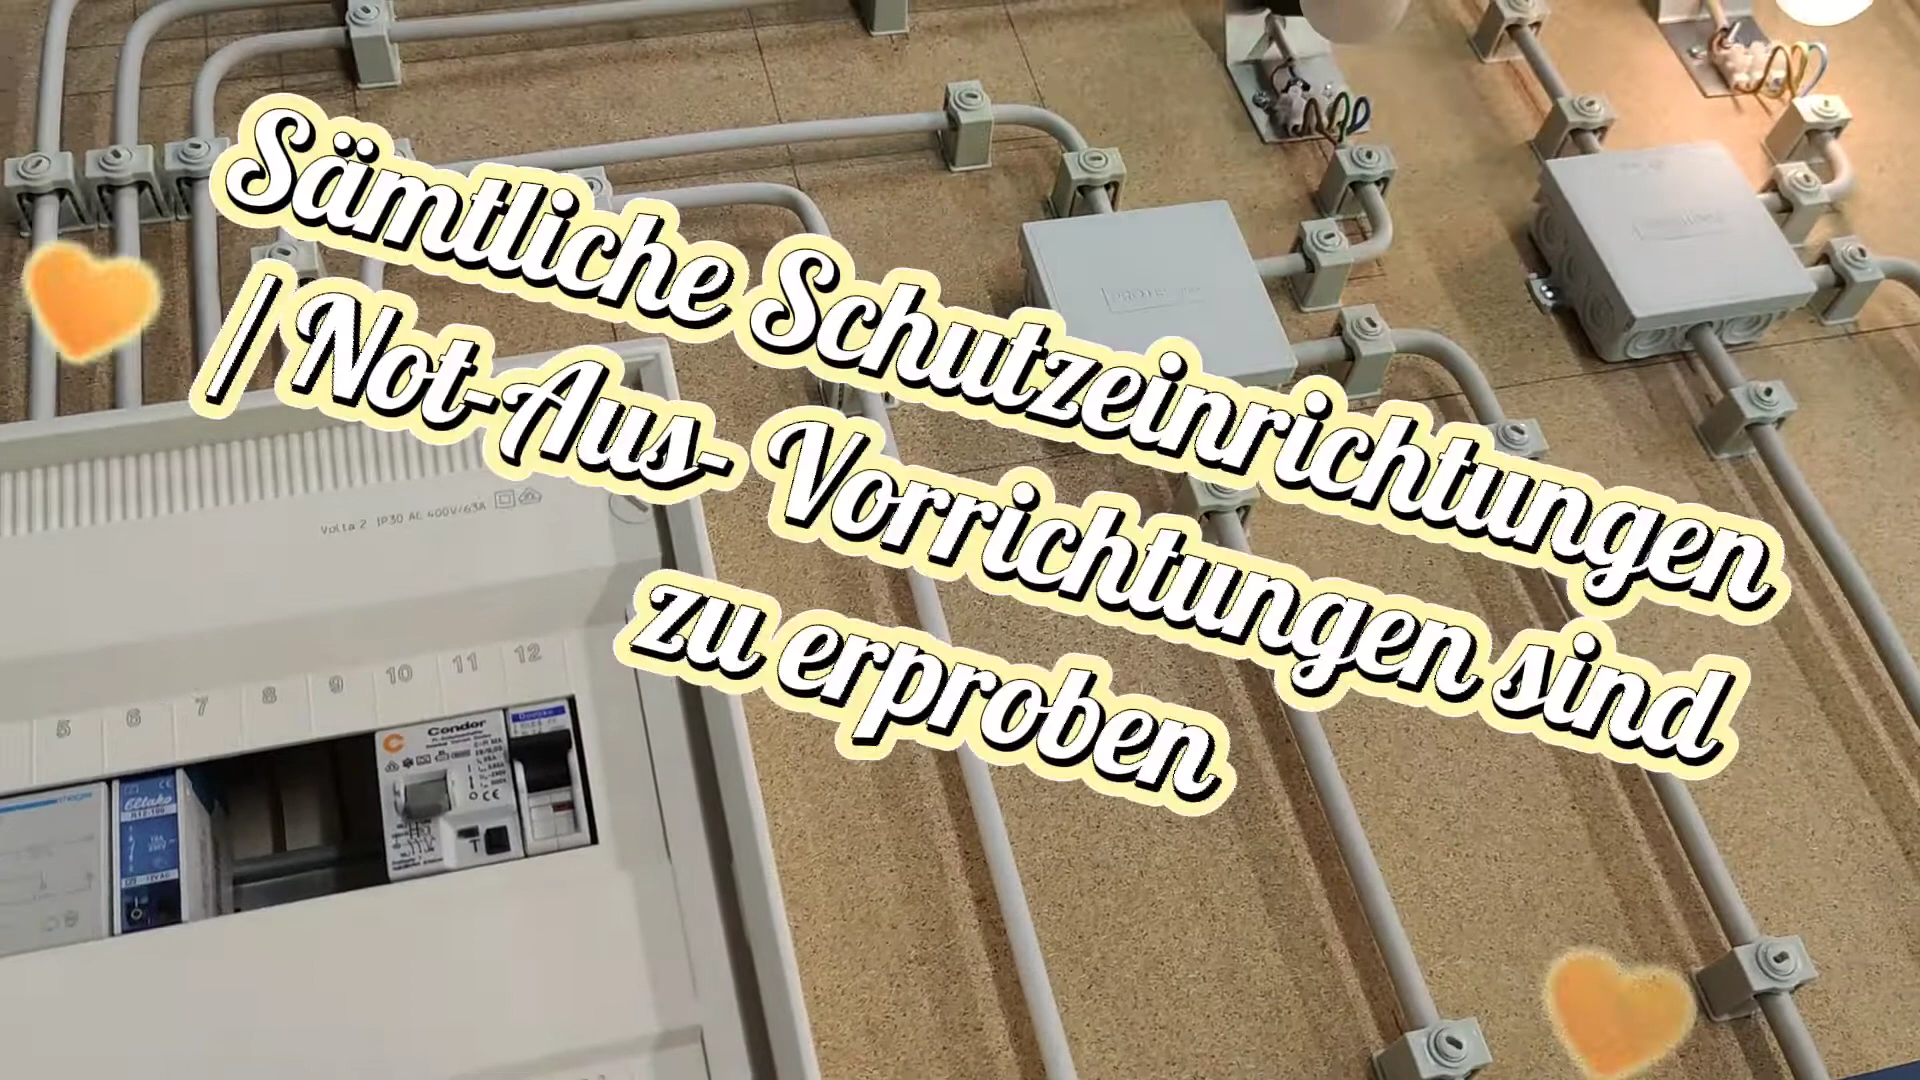 Sämtliche Schutzeinrichtungen
| Not-Aus- Vorrichtungen sind
zu erproben
Volta 2 IP30 AC 400V/63A
5 6 7 8 9 10 11 12
Condor
Eltako